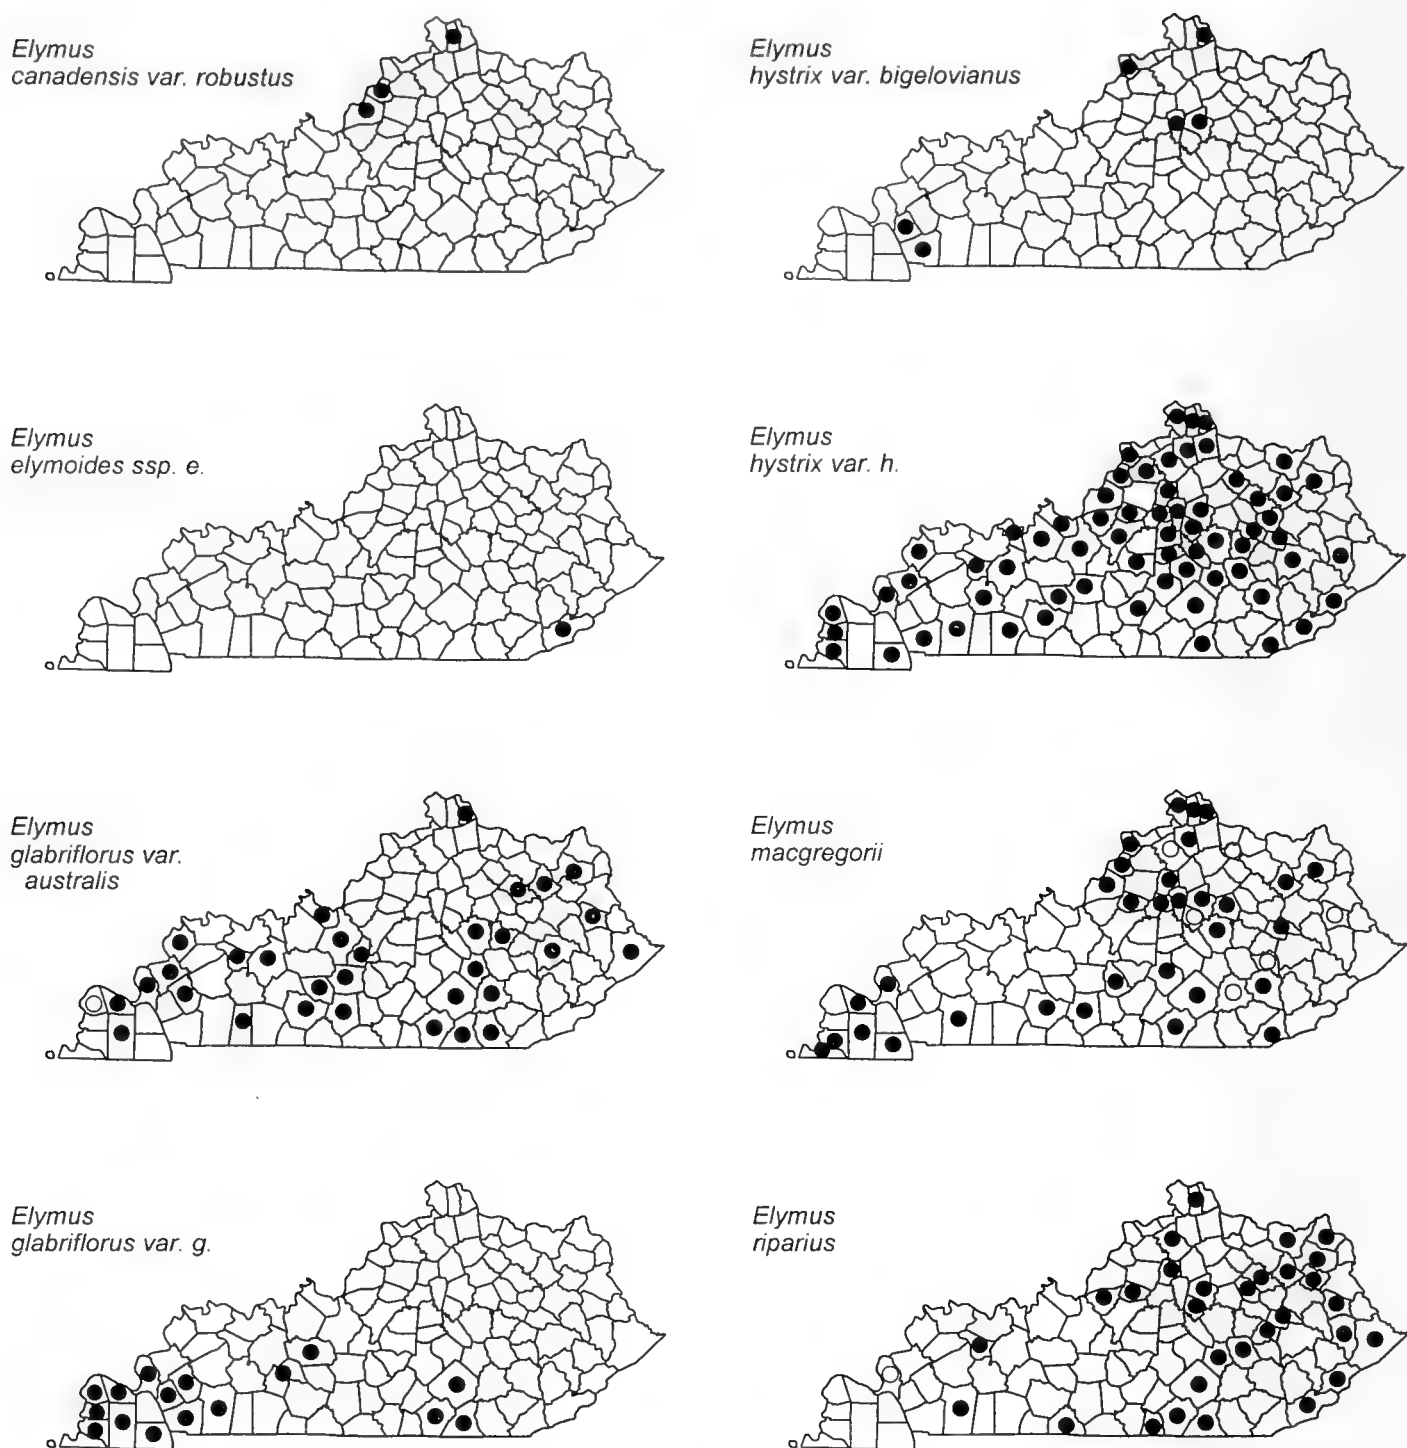 Elymus
canadensis var. robustus
Elymus
hystrix var. bigelovianus
Elymus
elymoides ssp. e.
Elymus
hystrix var. h.
Elymus
glabriflorus var.
australis
Elymus
macgregorii
Elymus
glabriflorus var. g.
Elymus
riparius